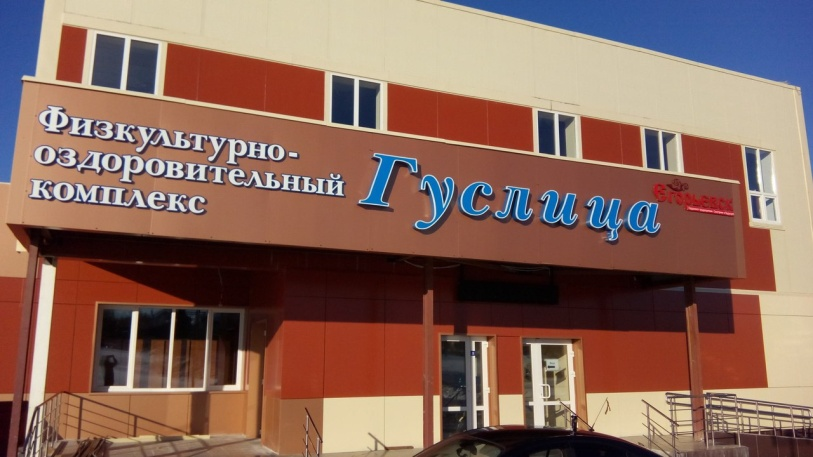 Физкультурно-
оздоровительный
комплекс
Гуслица
Егорьевск